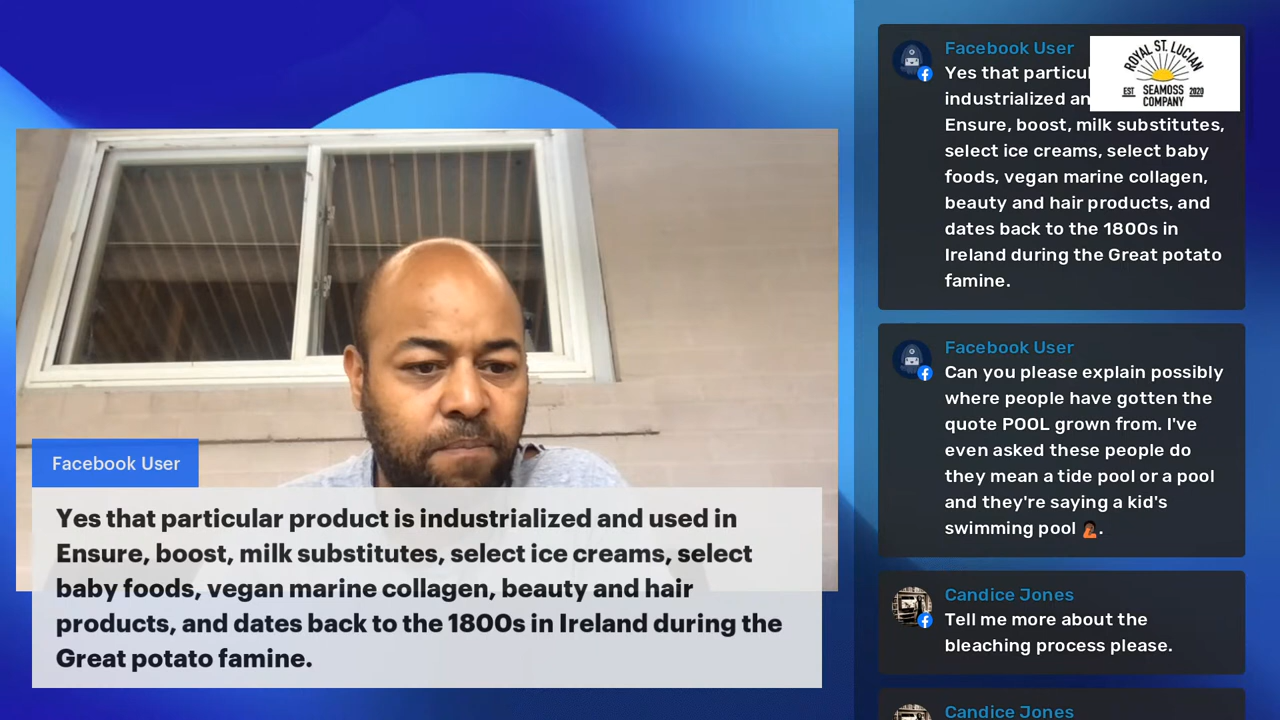 Facebook User
Yes that particular product is industrialized and used in
Ensure, boost, milk substitutes, select ice creams, select
baby foods, vegan marine collagen, beauty and hair
products, and dates back to the 1800s in Ireland during the
Great potato famine.
Facebook User
Yes that
industrialized
Ensure, boost, milk substitutes,
select ice creams, select baby
foods, vegan marine collagen,
beauty and hair products, and
dates back to the 1800s in
Ireland during the Great potato
famine.
ROYAL ST. LUCIAN
EST. SEAMOSS 2020
COMPANY
Facebook User
Can you please explain possibly
where people have gotten the
quote POOL grown from. I've
even asked these people do
they mean a tide pool or a pool
and they're saying a kid's
swimming pool 🤦🏾.
Candice Jones
Tell me more about the
bleaching process please.
Candice Jones